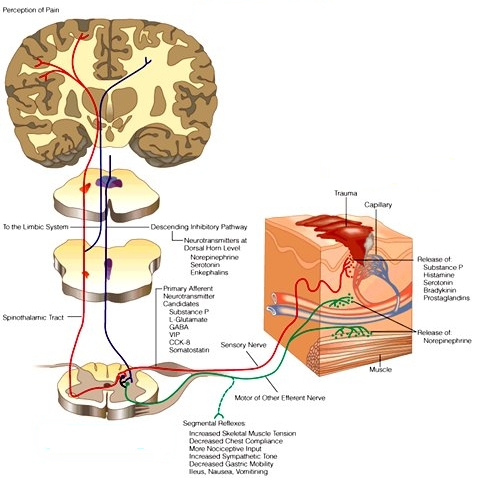 Perception of Pain
Trauma
Capillary
To the Limbic System
Descending Inhibitory Pathway
Neurotransmitters at
Dorsal Horn Level
Norepinephrine
Serotonin
Enkephalins
Release of:
Substance P
Histamine
Serotonin
Bradykinin
Prostaglandins
Primary Afferent
Neurotransmitter
Candidates
Substance P
L-Glutamate
GABA
VIP
CCK-8
Somatostatin
Spinothalamic Tract
Release of:
Norepinephrine
Sensory Nerve
Muscle
Motor of Other Efferent Nerve
Segmental Reflexes:
Increased Skeletal Muscle Tension
Decreased Chest Compliance
More Nociceptive Input
Increased Sympathetic Tone
Decreased Gastric Mobility
Ileus, Nausea, Vomibning